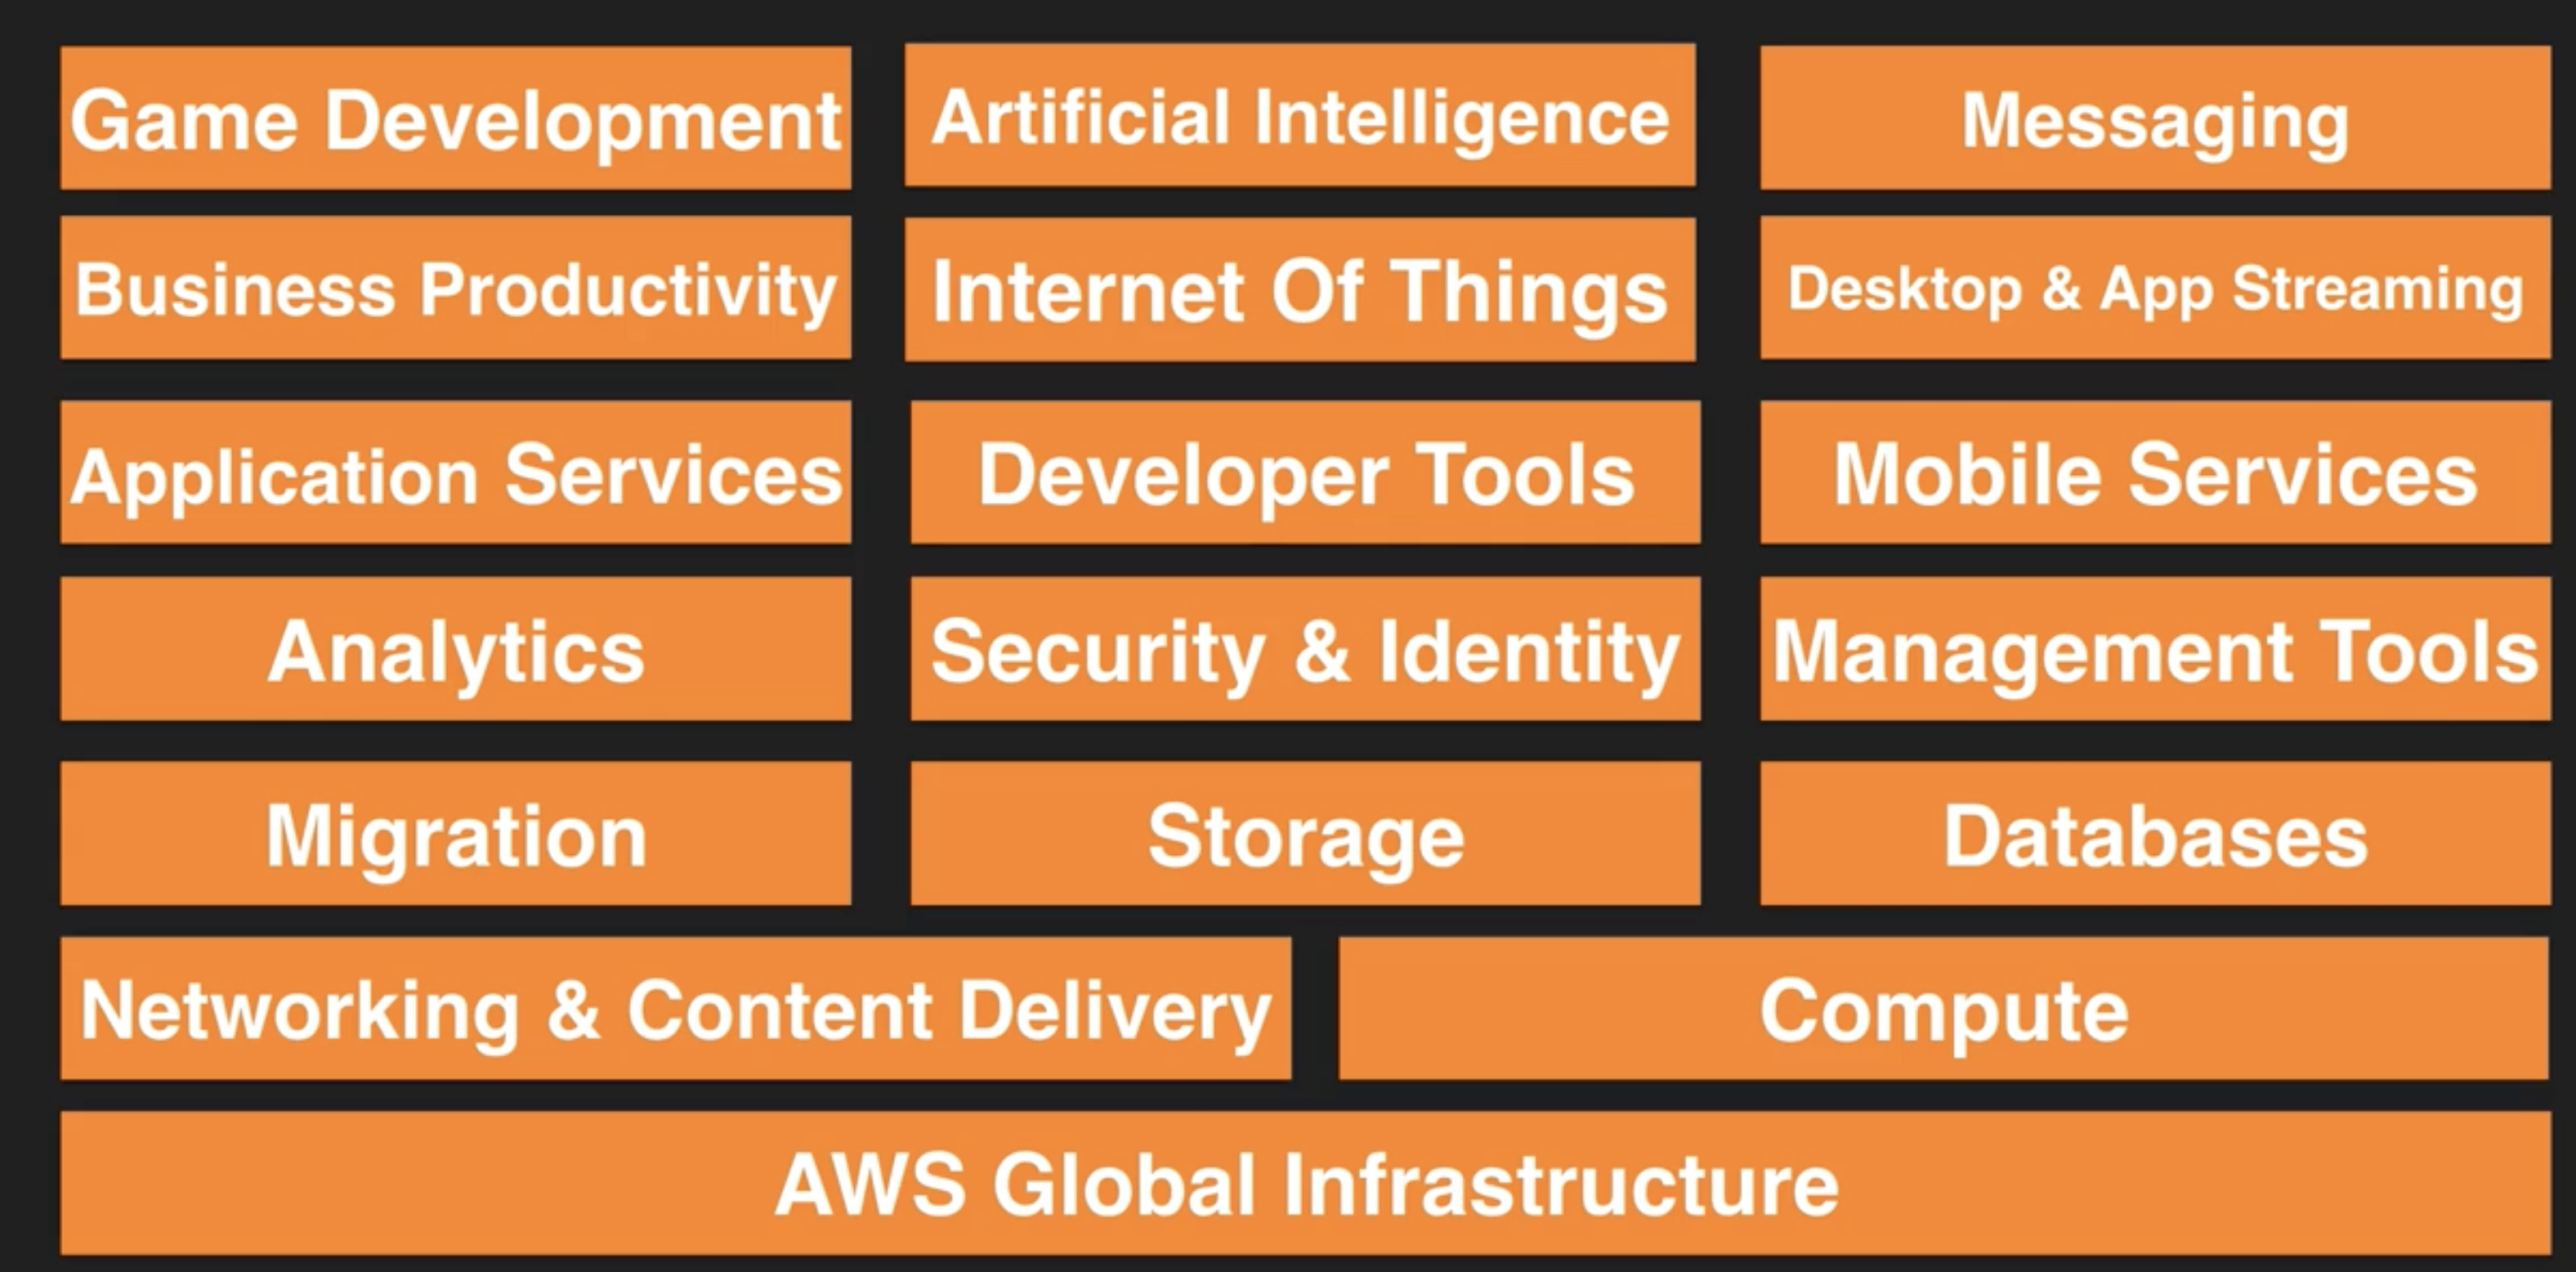 Game Development
Artificial Intelligence
Messaging
Business Productivity
Internet Of Things
Desktop & App Streaming
Application Services
Developer Tools
Mobile Services
Analytics
Security & Identity
Management Tools
Migration
Storage
Databases
Networking & Content Delivery
Compute
AWS Global Infrastructure